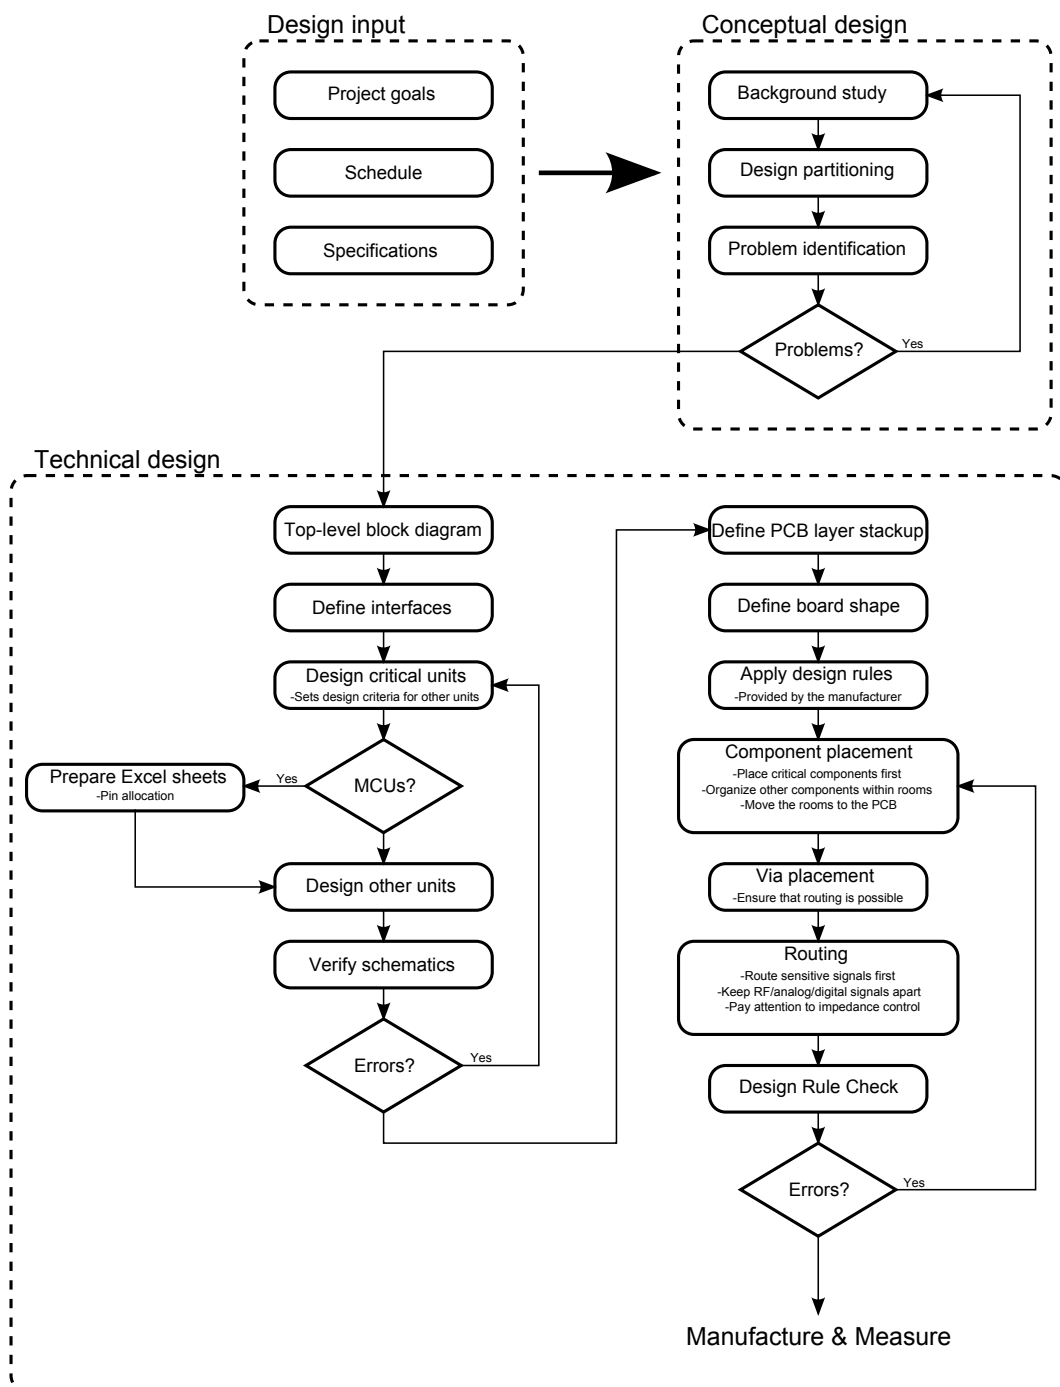 Design input
Project goals
Schedule
Specifications
Conceptual design
Background study
Design partitioning
Problem identification
Problems?
Yes
Technical design
Top-level block diagram
Define interfaces
Design critical units
-Sets design criteria for other units
MCUs?
Yes
Prepare Excel sheets
-Pin allocation
Design other units
Verify schematics
Errors?
Yes
Define PCB layer stackup
Define board shape
Apply design rules
-Provided by the manufacturer
Component placement
-Place critical components first
-Organize other components within rooms
-Move the rooms to the PCB
Via placement
-Ensure that routing is possible
Routing
-Route sensitive signals first
-Keep RF/analog/digital signals apart
-Pay attention to impedance control
Design Rule Check
Errors?
Yes
Manufacture & Measure